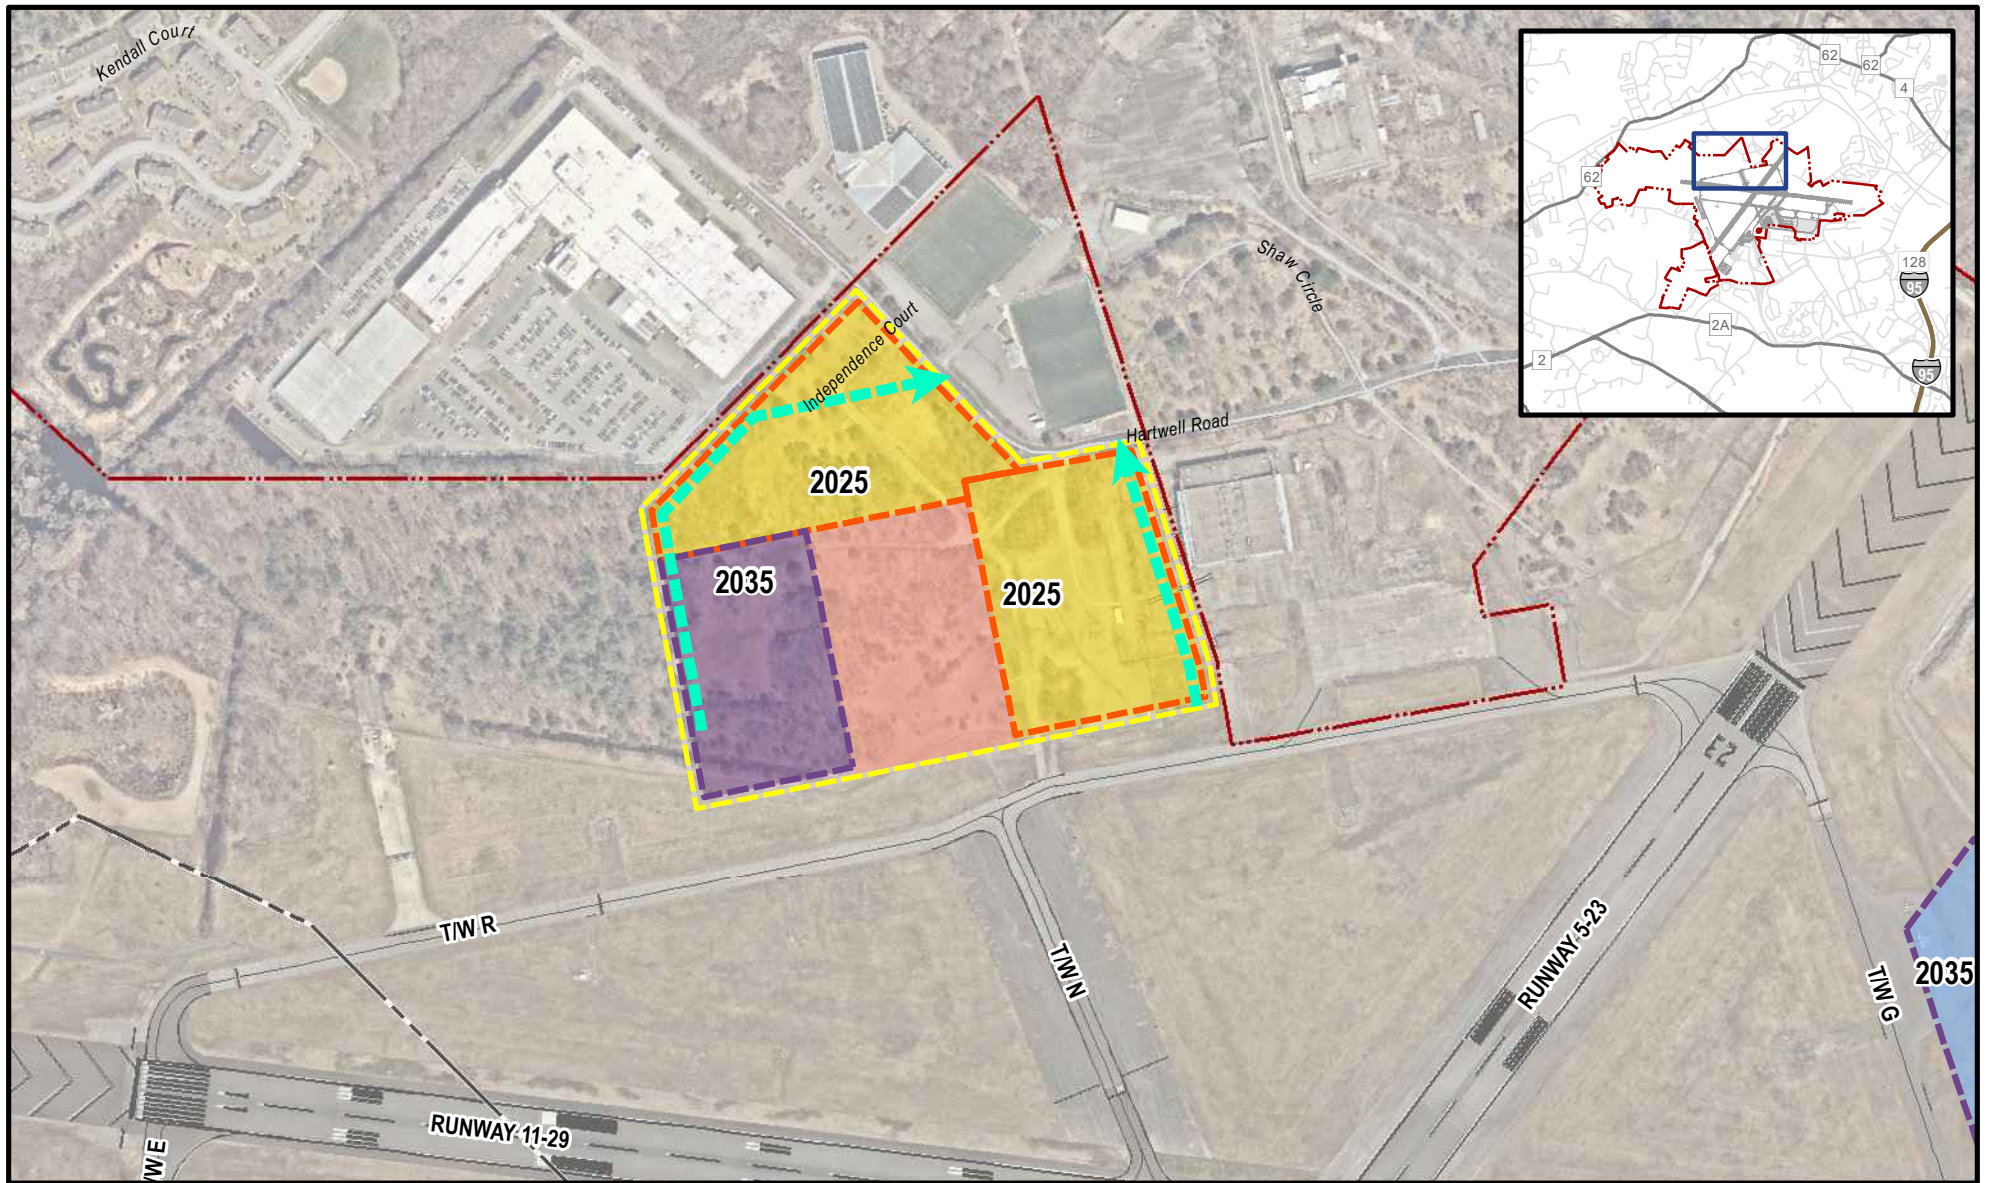 Kendall Court
62
62
4
62
128
95
2A
2
95
Shaw Circle
Independence Court
Hartwell Road
2025
2035
2025
23
T/W R
T/W N
RUNWAY 5-23
T/W G
2035
RUNWAY 11-29